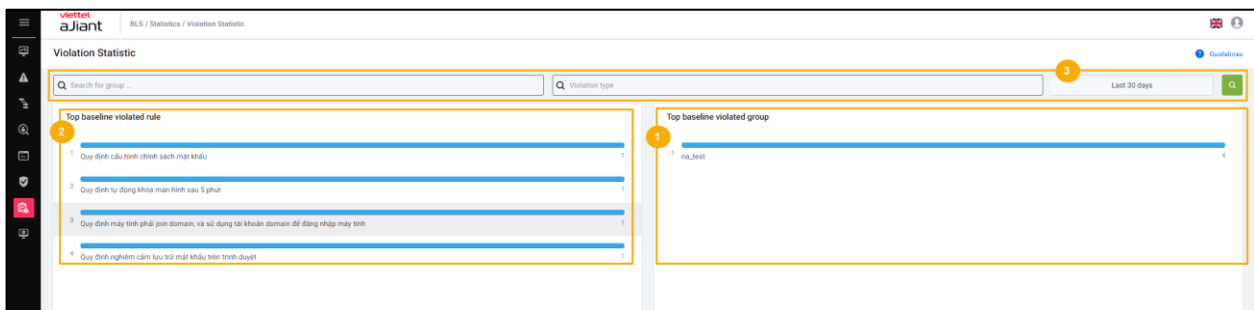 viettel
aJiant
BLS / Statistics / Violation Statistic
Violation Statistic
Guidelines
3
Search for group ...
Violation type
Last 30 days
Top baseline violated rule
2
1 Quy định cấu hình chính sách mật khẩu 1
2 Quy định tự động khóa màn hình sau 5 phút 1
3 Quy định máy tính phải join domain, và sử dụng tài khoản domain để đăng nhập máy tính 1
4 Quy định nghiêm cấm lưu trữ mật khẩu trên trình duyệt 1
Top baseline violated group
1
1 na_test 4